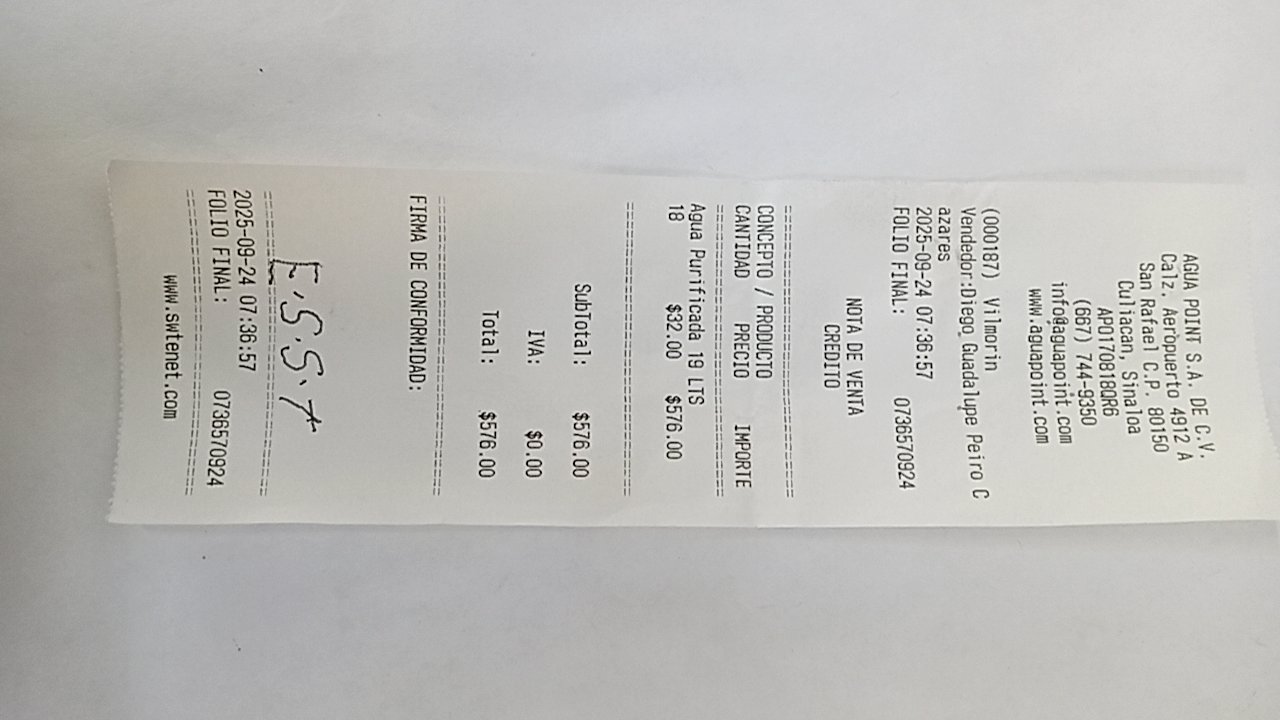 AGUA POINT S.A. DE C.V.
Calz. Aeropuerto 4912 A
San Rafael C.P. 80150
Culiacan, Sinaloa
APO170818QR6
(667) 744-9350
info@aguapoint.com
www.aguapoint.com
(000187) Vilmorin
Vendedor:Diego Guadalupe Peiro C
azares
2025-09-24 07:36:57
FOLIO FINAL: 0736570924
NOTA DE VENTA
CREDITO
================================
CONCEPTO / PRODUCTO
CANTIDAD PRECIO IMPORTE
================================
Agua Purificada 19 LTS
18 $32.00 $576.00
================================
SubTotal: $576.00
IVA: $0.00
Total: $576.00
================================
FIRMA DE CONFORMIDAD:
E.S.S.T
================================
2025-09-24 07:36:57
FOLIO FINAL: 0736570924
================================
www.swtenet.com